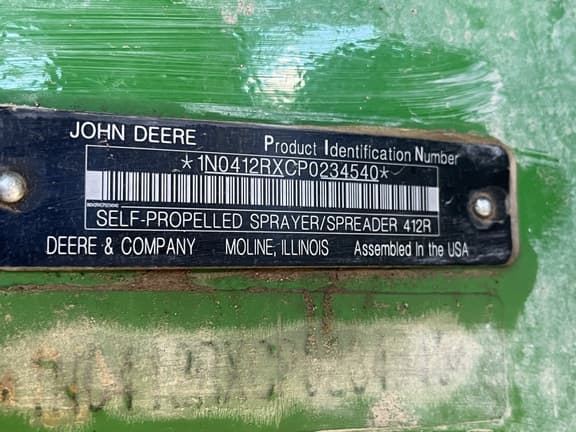 JOHN DEERE
Product Identification Number
*1N0412RXCP0234540*
SELF-PROPELLED SPRAYER/SPREADER 412R
DEERE & COMPANY MOLINE, ILLINOIS Assembled in the USA